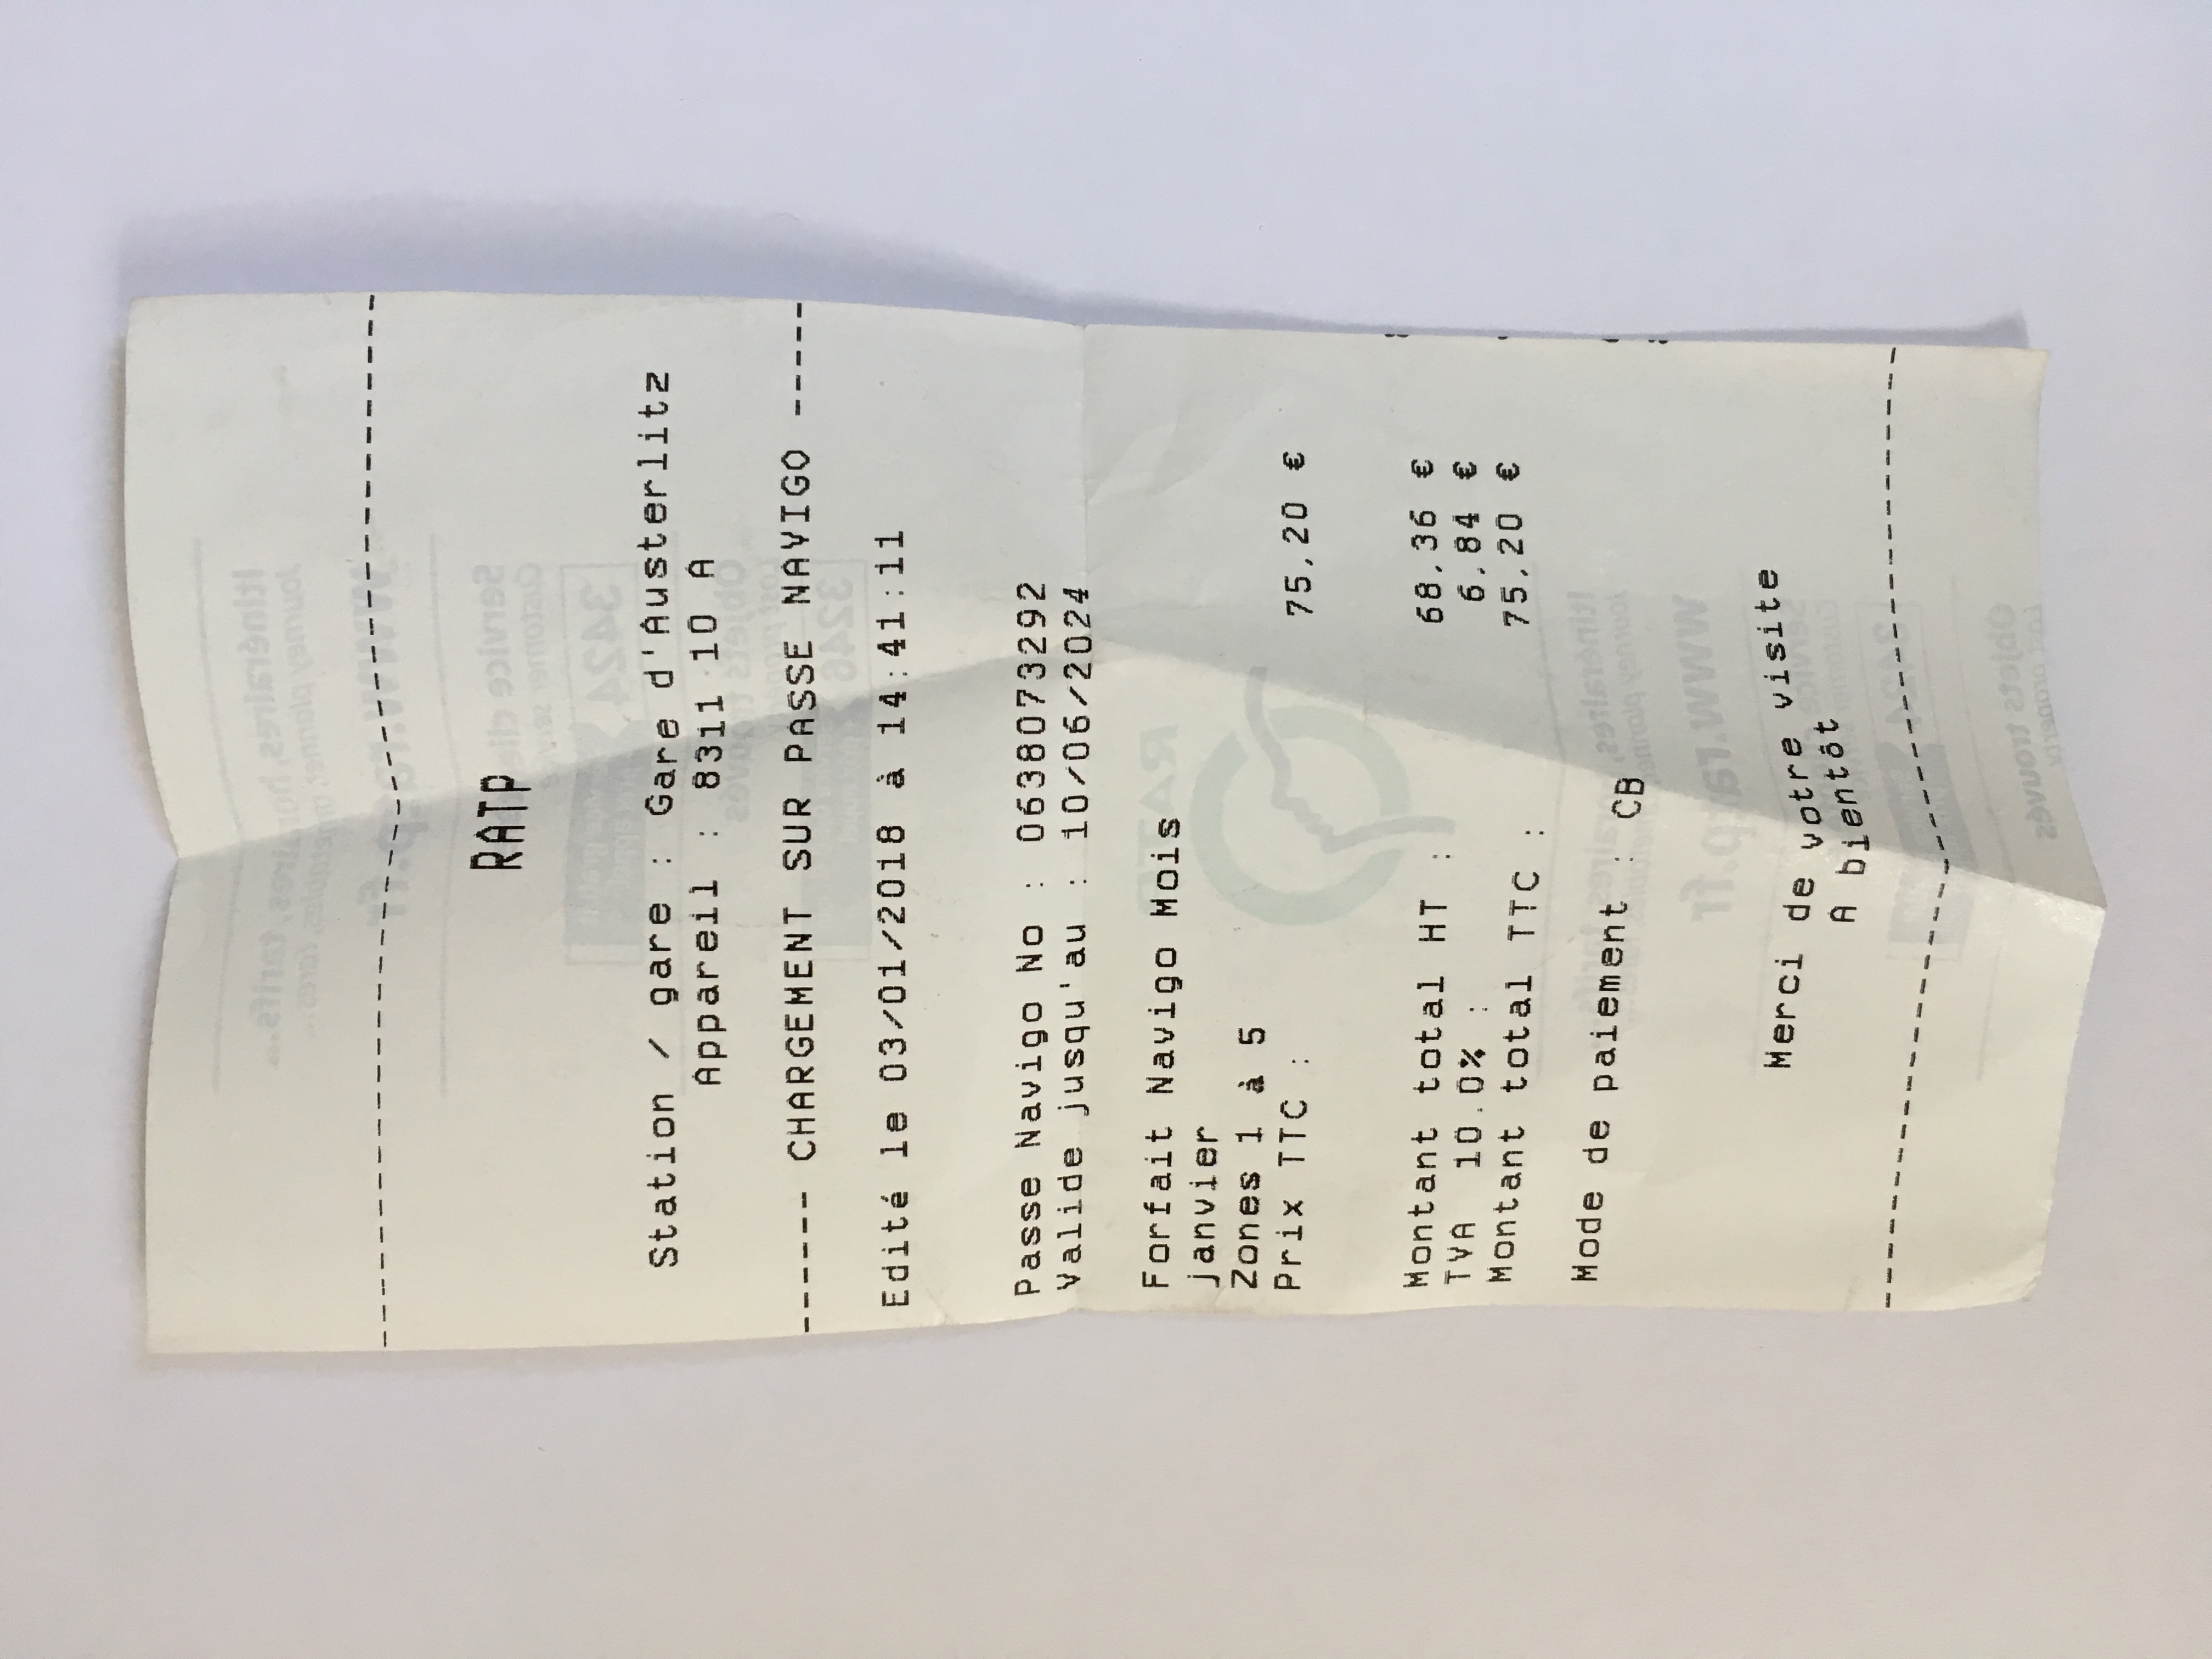 RATP
Station / gare : Gare d'Austerlitz
Appareil : 8311 10 A
----- CHARGEMENT SUR PASSE NAVIGO -----
Edité le 03/01/2018 à 14:41:11
Passe Navigo No : 0638073292
Valide jusqu'au : 10/06/2024
Forfait Navigo Mois
janvier
Zones 1 à 5
Prix TTC : 75,20 €
Montant total HT : 68,36 €
TVA 10.0% : 6,84 €
Montant total TTC : 75,20 €
Mode de paiement : CB
Merci de votre visite
A bientôt